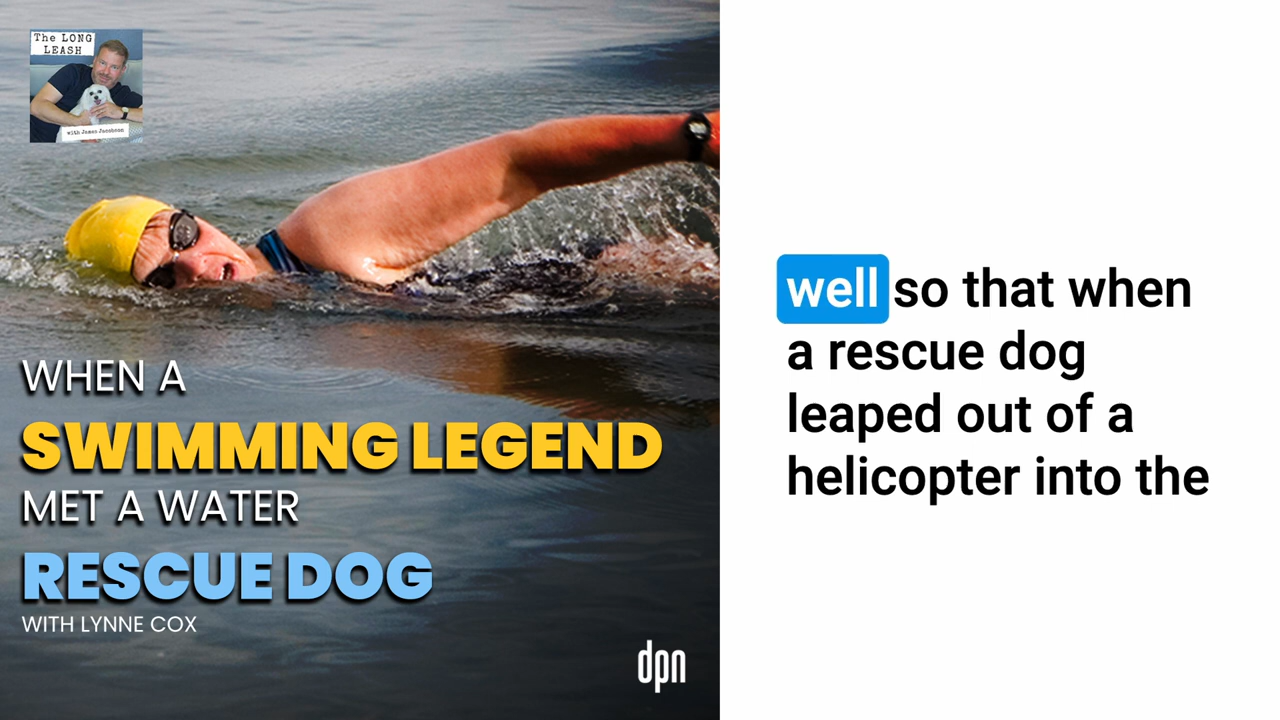 The LONG
LEASH
with James Jacobson
WHEN A
SWIMMING LEGEND
MET A WATER
RESCUE DOG
WITH LYNNE COX
dpn
well so that when
a rescue dog
leaped out of a
helicopter into the